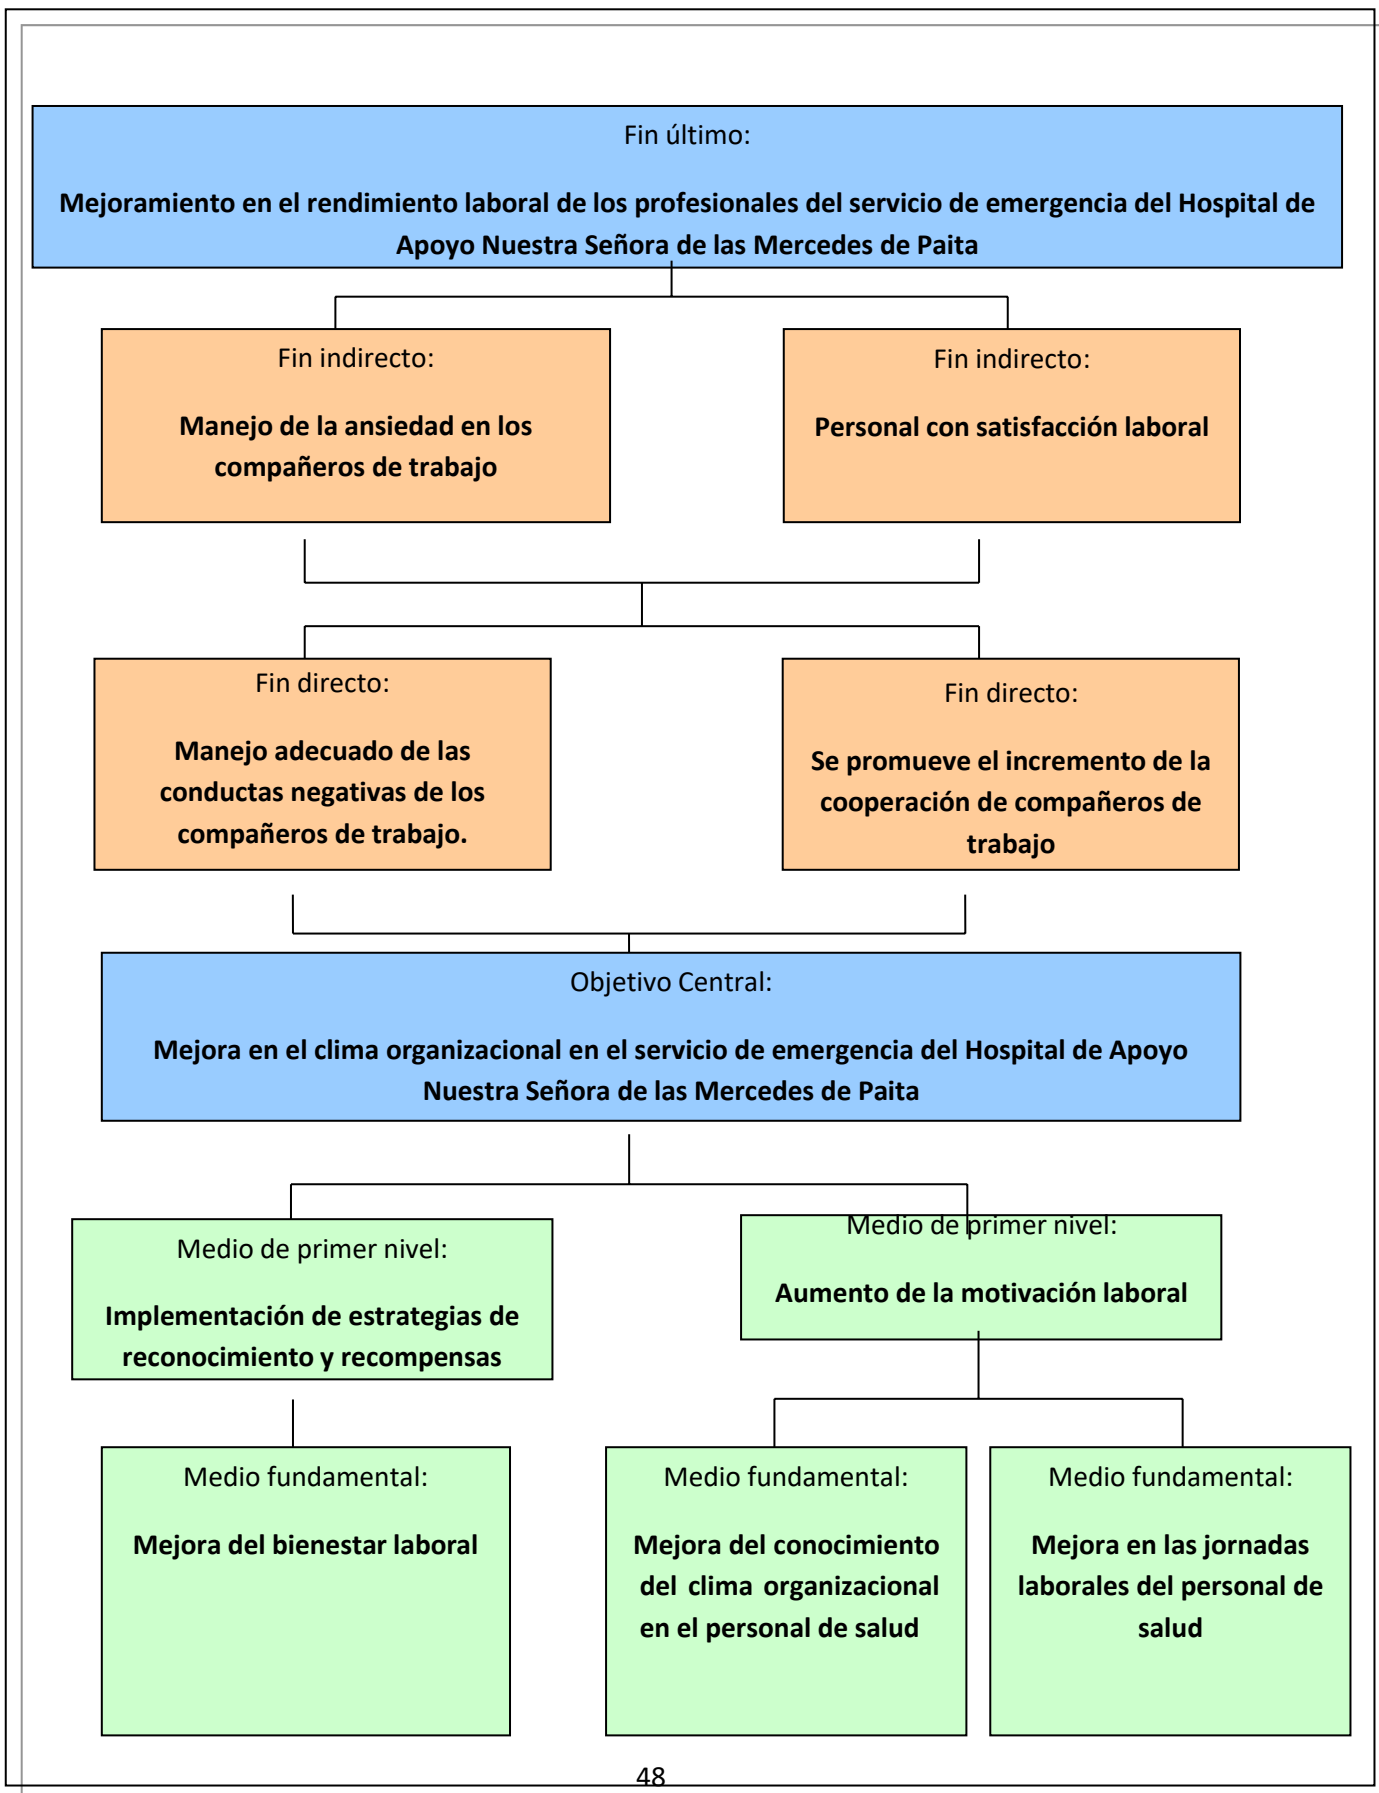 Fin último:
Mejoramiento en el rendimiento laboral de los profesionales del servicio de emergencia del Hospital de
Apoyo Nuestra Señora de las Mercedes de Paita
Fin indirecto:
Manejo de la ansiedad en los
compañeros de trabajo
Fin indirecto:
Personal con satisfacción laboral
Fin directo:
Manejo adecuado de las
conductas negativas de los
compañeros de trabajo.
Fin directo:
Se promueve el incremento de la
cooperación de compañeros de
trabajo
Objetivo Central:
Mejora en el clima organizacional en el servicio de emergencia del Hospital de Apoyo
Nuestra Señora de las Mercedes de Paita
Medio de primer nivel:
Implementación de estrategias de
reconocimiento y recompensas
Medio de primer nivel:
Aumento de la motivación laboral
Medio fundamental:
Mejora del bienestar laboral
Medio fundamental:
Mejora del conocimiento
del clima organizacional
en el personal de salud
Medio fundamental:
Mejora en las jornadas
laborales del personal de
salud
48